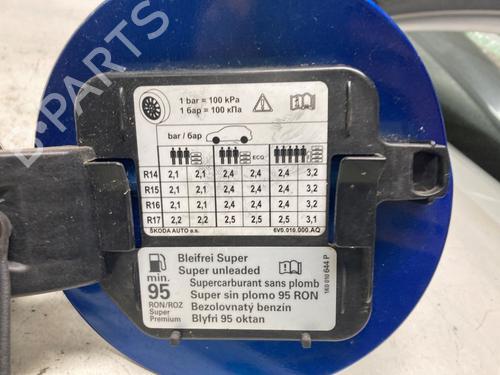 B-PARTS
1 bar = 100 kPa
1 бар = 100 кПа
bar / бар
ECO
R14 2,1 2,1 2,4 2,4 2,4 3,2
R15 2,1 2,1 2,4 2,4 2,4 3,2
R16 2,1 2,1 2,4 2,4 2,4 3,2
R17 2,2 2,2 2,5 2,5 2,5 3,1
ŠKODA AUTO a.s. 6V0.010.000.AQ
min.
95
RON/ROZ
Super
Premium
Bleifrei Super
Super unleaded
Supercarburant sans plomb
Super sin plomo 95 RON
Bezolovnatý benzín
Blyfri 95 oktan
1K0 010 644 P